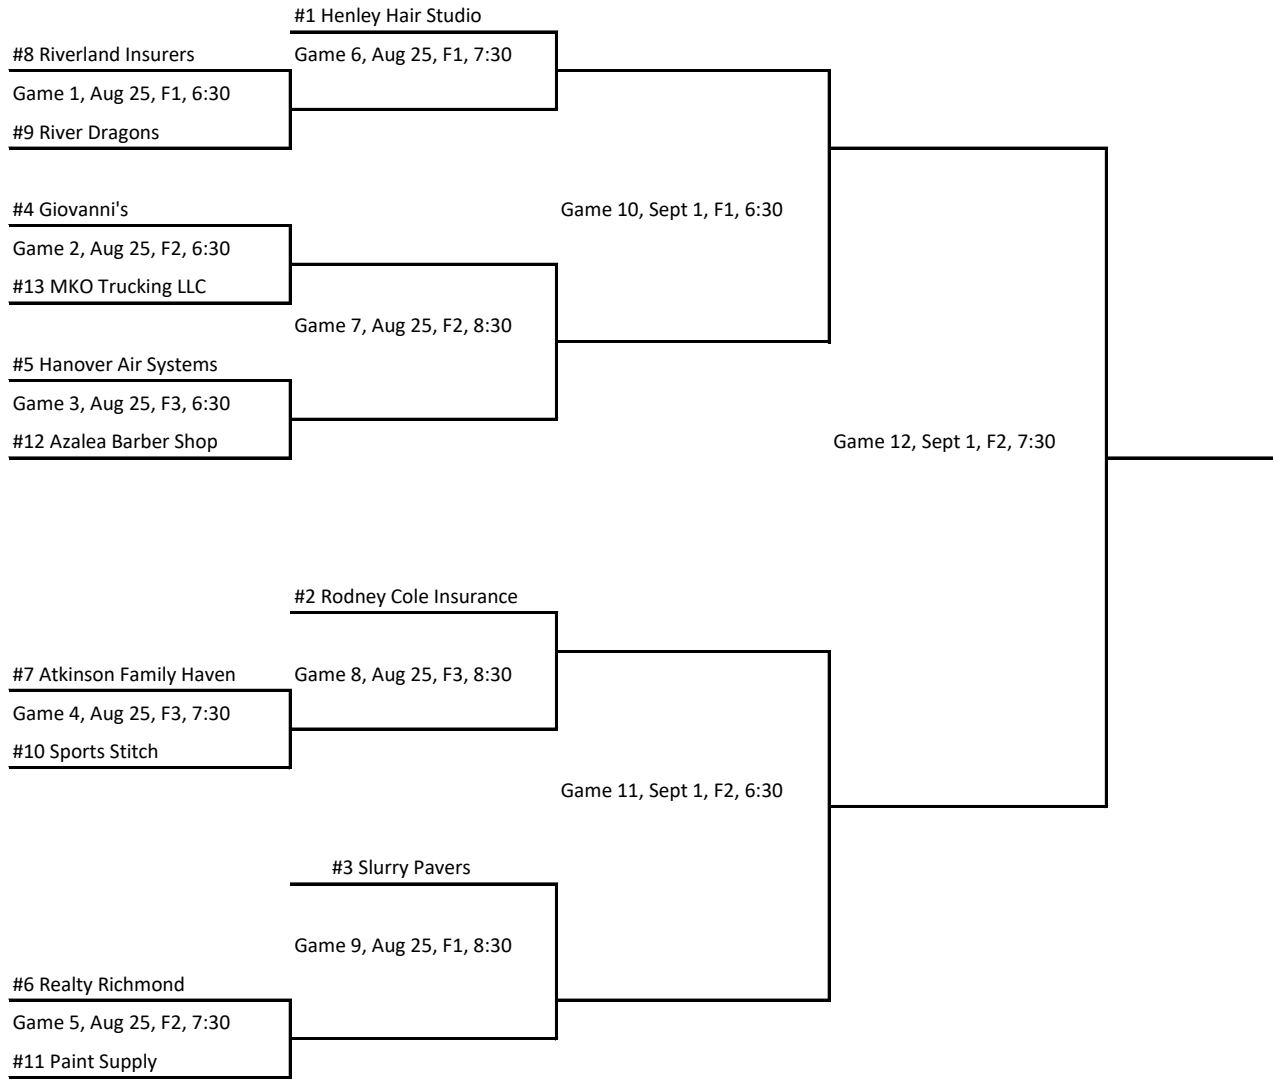 #1 Henley Hair Studio
#8 Riverland Insurers
Game 6, Aug 25, F1, 7:30
Game 1, Aug 25, F1, 6:30
#9 River Dragons
#4 Giovanni's
Game 10, Sept 1, F1, 6:30
Game 2, Aug 25, F2, 6:30
#13 MKO Trucking LLC
Game 7, Aug 25, F2, 8:30
#5 Hanover Air Systems
Game 3, Aug 25, F3, 6:30
#12 Azalea Barber Shop
Game 12, Sept 1, F2, 7:30
#2 Rodney Cole Insurance
#7 Atkinson Family Haven
Game 8, Aug 25, F3, 8:30
Game 4, Aug 25, F3, 7:30
#10 Sports Stitch
Game 11, Sept 1, F2, 6:30
#3 Slurry Pavers
Game 9, Aug 25, F1, 8:30
#6 Realty Richmond
Game 5, Aug 25, F2, 7:30
#11 Paint Supply